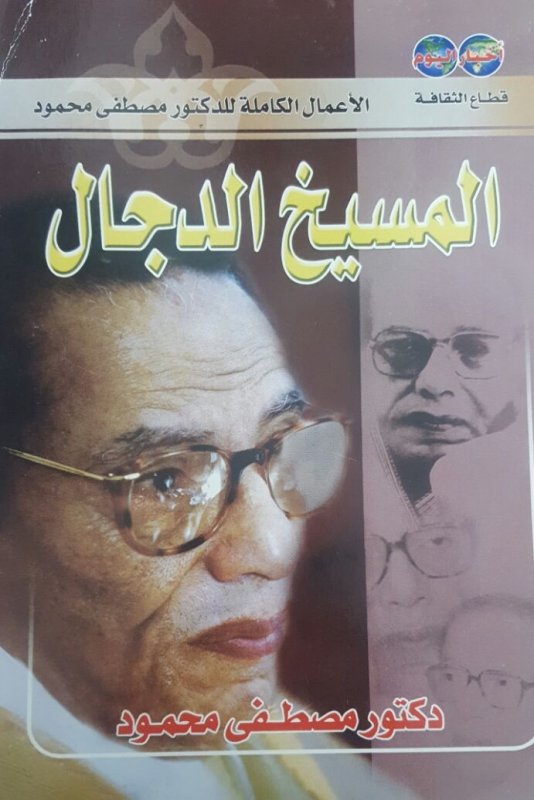 أخبار اليوم
قطاع الثقافة
الأعمال الكاملة للدكتور مصطفى محمود
المسيخ الدجال
دكتور مصطفى محمود